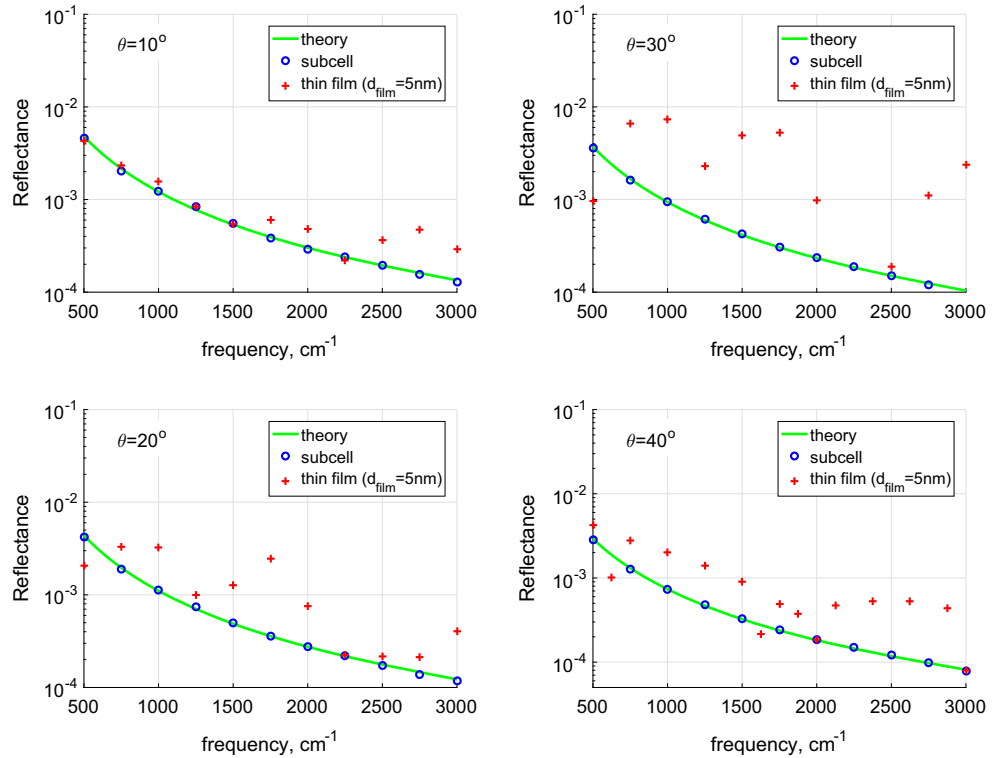 θ=10°
theory
subcell
thin film (d_film=5nm)
10^-1
10^-2
10^-3
10^-4
Reflectance
500 1000 1500 2000 2500 3000
frequency, cm^-1
θ=30°
theory
subcell
thin film (d_film=5nm)
10^-1
10^-2
10^-3
10^-4
Reflectance
500 1000 1500 2000 2500 3000
frequency, cm^-1
θ=20°
theory
subcell
thin film (d_film=5nm)
10^-1
10^-2
10^-3
10^-4
Reflectance
500 1000 1500 2000 2500 3000
frequency, cm^-1
θ=40°
theory
subcell
thin film (d_film=5nm)
10^-1
10^-2
10^-3
10^-4
Reflectance
500 1000 1500 2000 2500 3000
frequency, cm^-1